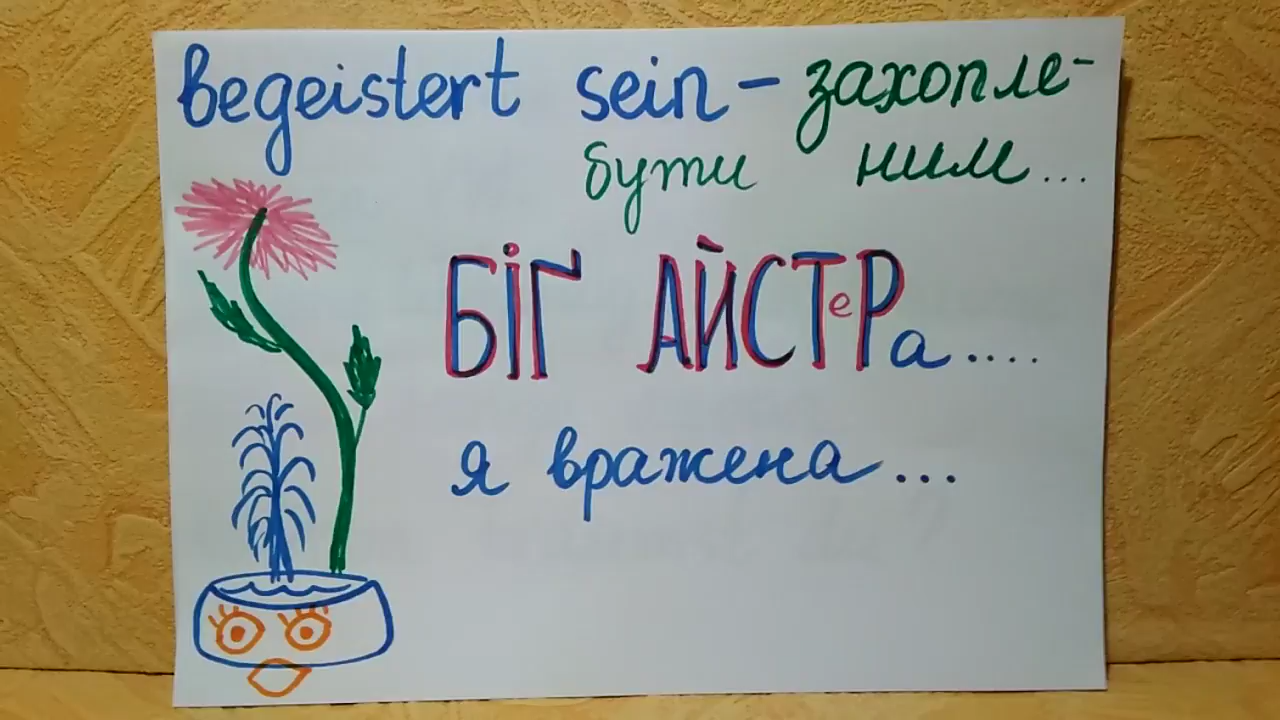 begeistert sein - захопле-
бути ним...
БІГ АЙСТеРа....
я вражена...